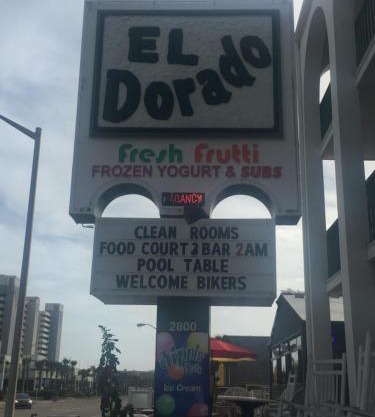 EL
Dorado
Fresh Frutti
FROZEN YOGURT & SUBS
VACANCY
CLEAN ROOMS
FOOD COURT 3 BAR 2AM
POOL TABLE
WELCOME BIKERS
2800
Ice Cream